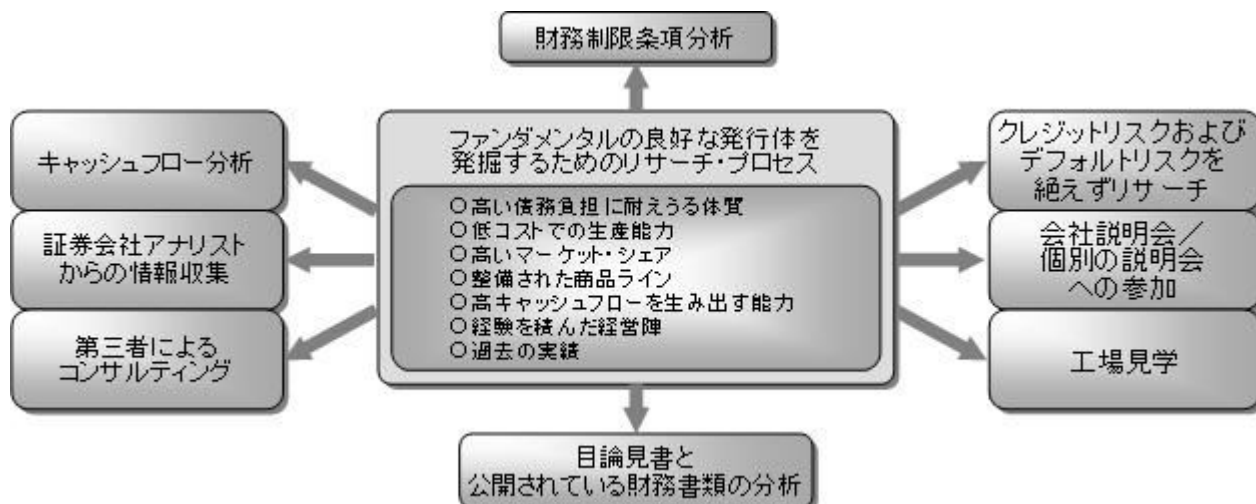 財務制限条項分析
キャッシュフロー分析
証券会社アナリスト
からの情報収集
第三者による
コンサルティング
ファンダメンタルの良好な発行体を
発掘するためのリサーチ・プロセス
○高い債務負担に耐えうる体質
○低コストでの生産能力
○高いマーケット・シェア
○整備された商品ライン
○高キャッシュフローを生み出す能力
○経験を積んだ経営陣
○過去の実績
クレジットリスクおよび
デフォルトリスクを
絶えずリサーチ
会社説明会／
個別の説明会
への参加
工場見学
目論見書と
公開されている財務書類の分析